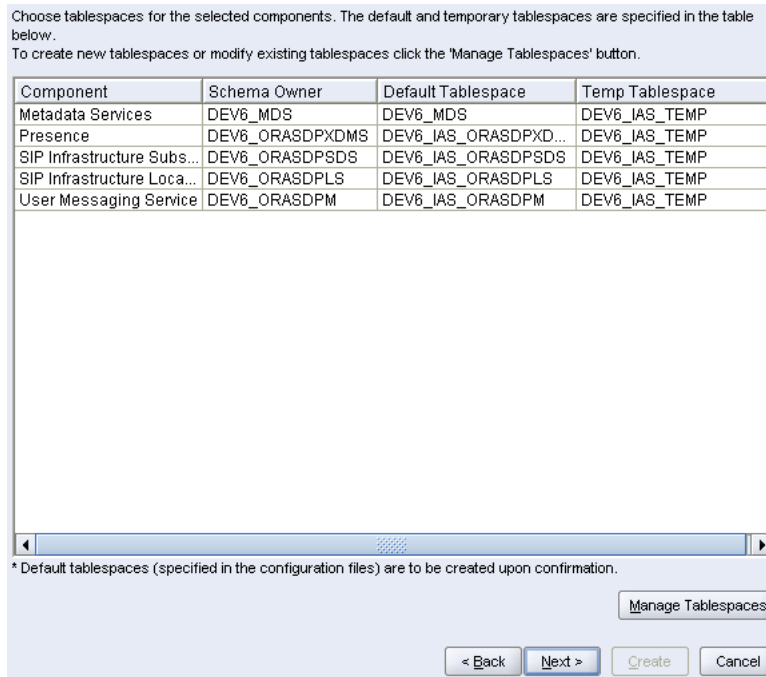 Choose tablespaces for the selected components. The default and temporary tablespaces are specified in the table
below.
To create new tablespaces or modify existing tablespaces click the 'Manage Tablespaces' button.
Component Schema Owner Default Tablespace Temp Tablespace
Metadata Services DEV6_MDS DEV6_MDS DEV6_IAS_TEMP
Presence DEV6_ORASDPXDMS DEV6_IAS_ORASDPXD... DEV6_IAS_TEMP
SIP Infrastructure Subs... DEV6_ORASDPSDS DEV6_IAS_ORASDPSDS DEV6_IAS_TEMP
SIP Infrastructure Loca... DEV6_ORASDPLS DEV6_IAS_ORASDPLS DEV6_IAS_TEMP
User Messaging Service DEV6_ORASDPM DEV6_IAS_ORASDPM DEV6_IAS_TEMP
* Default tablespaces (specified in the configuration files) are to be created upon confirmation.
Manage Tablespaces
< Back Next > Create Cancel